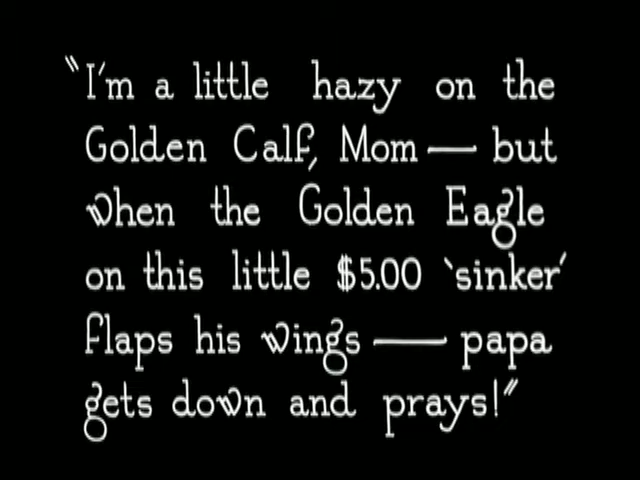 "I'm a little hazy on the
Golden Calf, Mom — but
when the Golden Eagle
on this little $5.00 'sinker'
flaps his wings — papa
gets down and prays!"